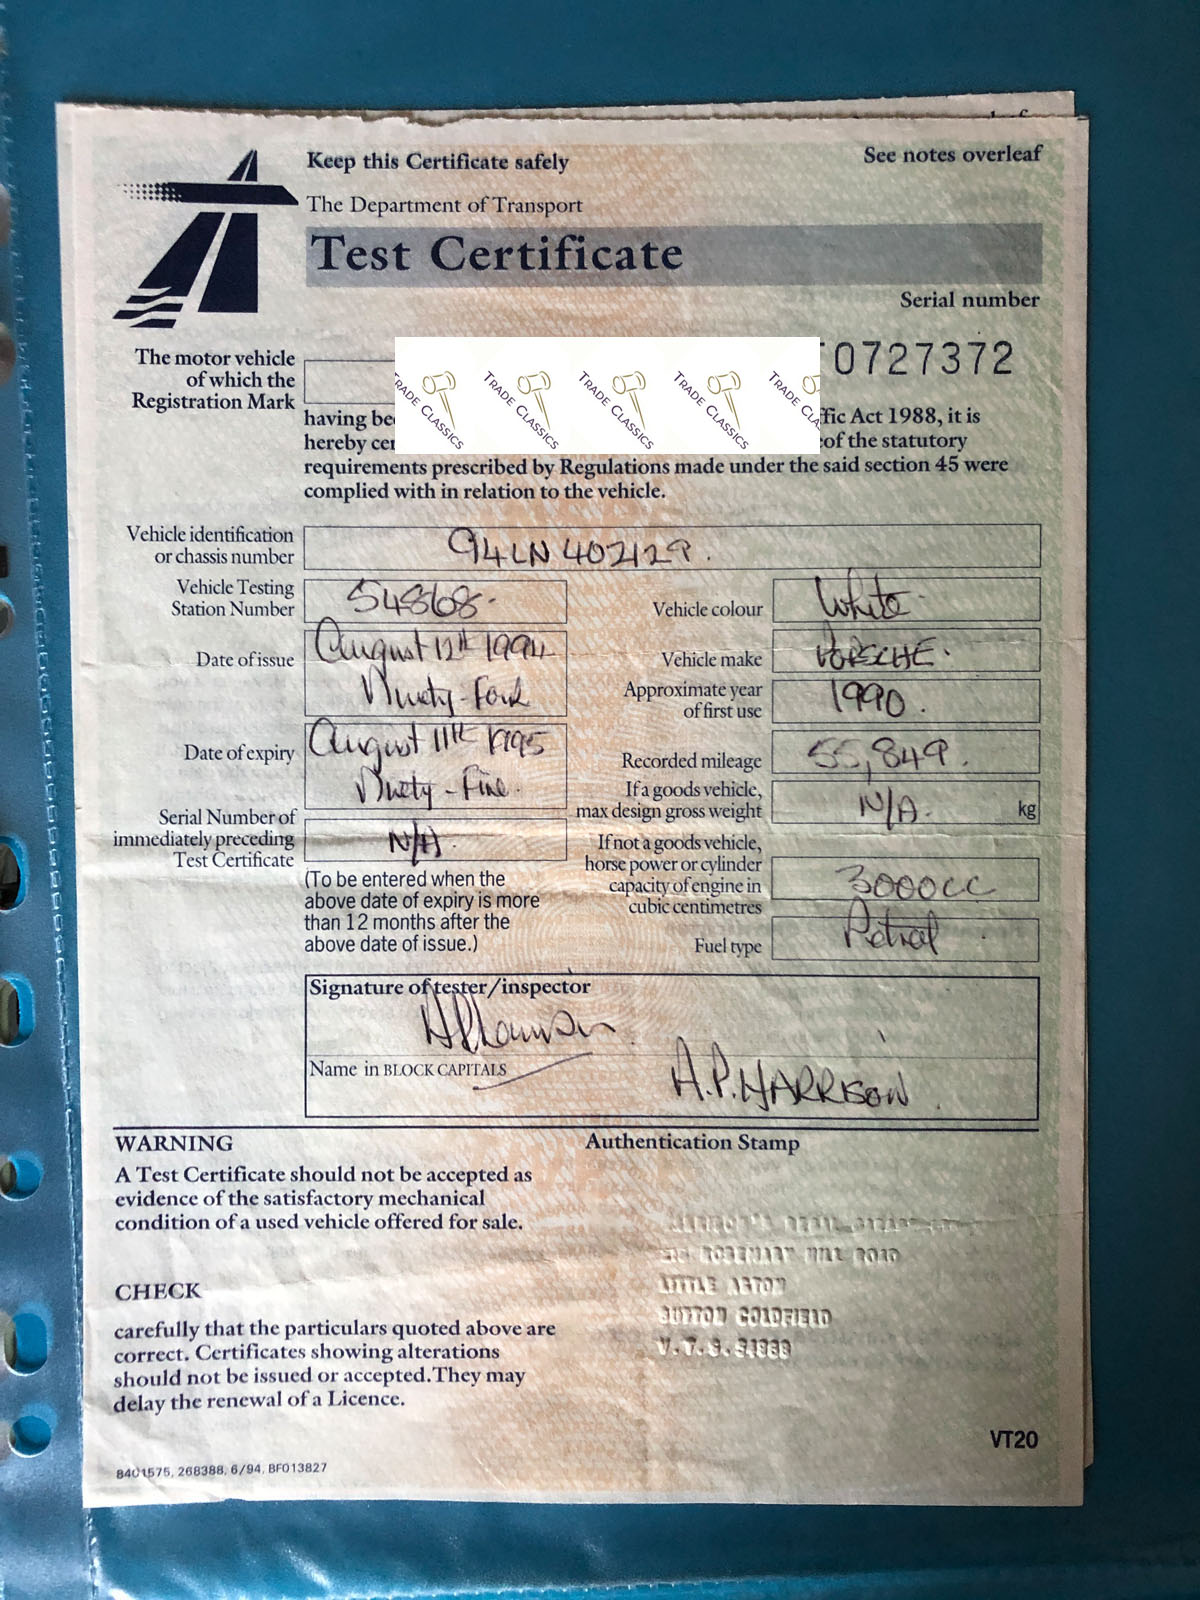 Keep this Certificate safely
See notes overleaf
The Department of Transport
Test Certificate
Serial number
0727372
The motor vehicle
of which the
Registration Mark
TRADE CLASSICS
TRADE CLASSICS
TRADE CLASSICS
TRADE CLASSICS
having
fic Act 1988, it is
hereby
of the statutory
requirements prescribed by Regulations made under the said section 45 were
complied with in relation to the vehicle.
Vehicle identification
or chassis number
94LN402129.
Vehicle Testing
Station Number
54868.
Vehicle colour
White.
Date of issue
August 12th 1994
Ninety-Four
Vehicle make
PORSCHE.
Approximate year
of first use
1990.
Date of expiry
August 11th 1995
Ninety-Five.
Recorded mileage
55,849.
If a goods vehicle,
max design gross weight
N/A.
kg
Serial Number of
immediately preceding
Test Certificate
N/A.
(To be entered when the
above date of expiry is more
than 12 months after the
above date of issue.)
If not a goods vehicle,
horse power or cylinder
capacity of engine in
cubic centimetres
3000cc
Fuel type
Petrol
Signature of tester/inspector
Name in BLOCK CAPITALS
A.P.HARRISON
WARNING
A Test Certificate should not be accepted as
evidence of the satisfactory mechanical
condition of a used vehicle offered for sale.
Authentication Stamp
ROSEMARY HILL ROAD
LITTLE ASTON
SUTTON COLDFIELD
V.T.S. 54868
CHECK
carefully that the particulars quoted above are
correct. Certificates showing alterations
should not be issued or accepted. They may
delay the renewal of a Licence.
VT20
8401575, 268388, 6/94, BF013827